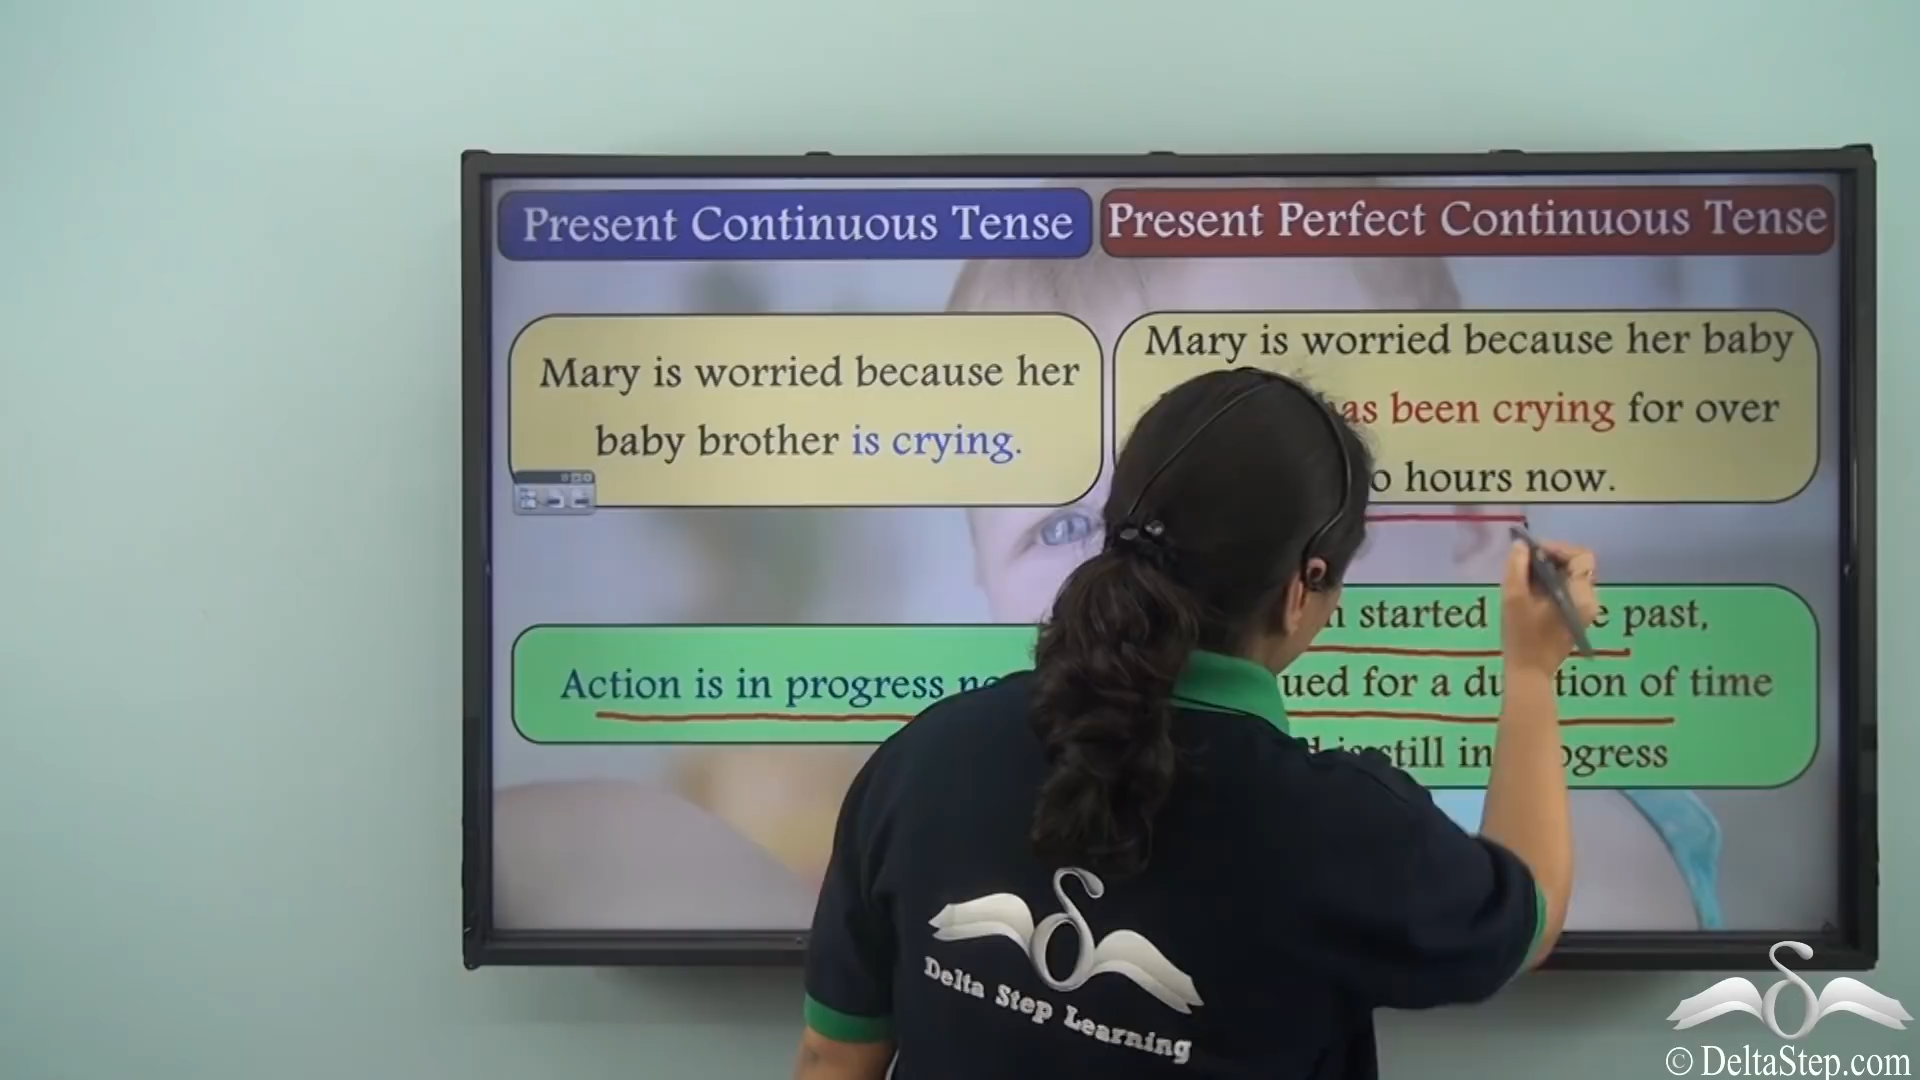 Present Continuous Tense
Present Perfect Continuous Tense
Mary is worried because her
baby brother is crying.
Mary is worried because her baby
has been crying for over
hours now.
Action is in progress
started past,
for a of time
still in
Delta Step Learning
© DeltaStep.com